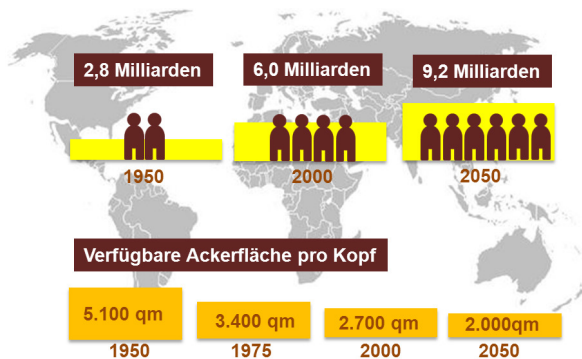 2,8 Milliarden
6,0 Milliarden
9,2 Milliarden
1950
2000
2050
Verfügbare Ackerfläche pro Kopf
5.100 qm
3.400 qm
2.700 qm
2.000qm
1950
1975
2000
2050